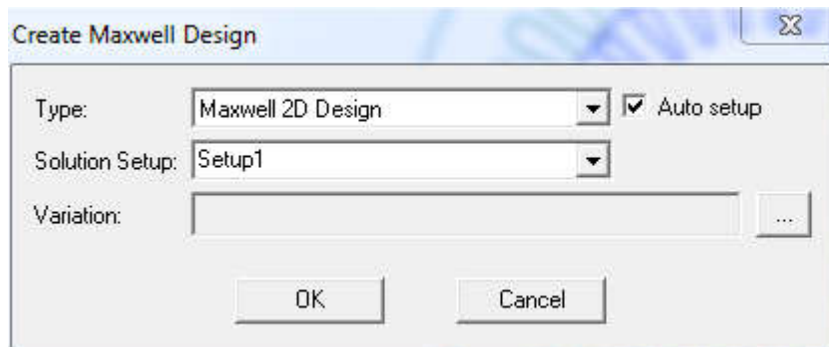 Create Maxwell Design
Type: Maxwell 2D Design Auto setup
Solution Setup: Setup1
Variation: ...
OK Cancel